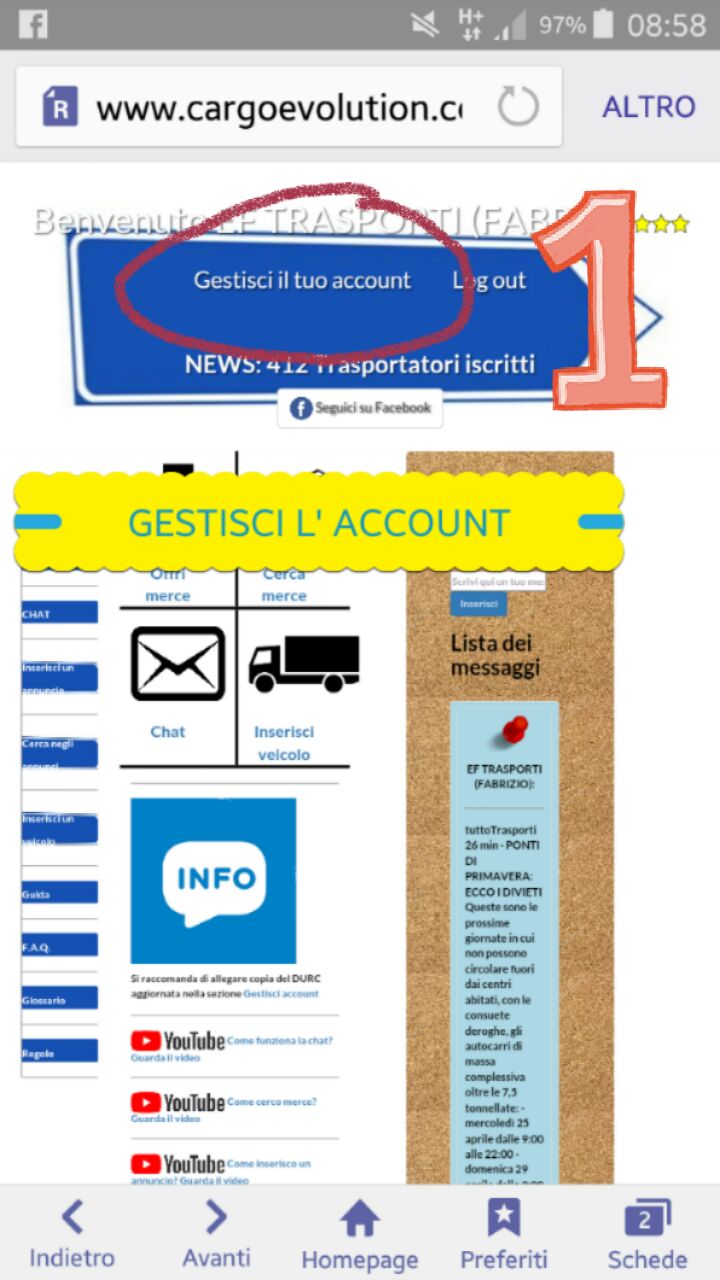 97% 08:58
www.cargoevolution.c
ALTRO
Benvenuto EF TRASPORTI (FABR
1
Gestisci il tuo account
Log out
NEWS: 412 Trasportatori iscritti
Seguici su Facebook
GESTISCI L' ACCOUNT
Offri
merce
Cerca
merce
Chat
Inserisci
veicolo
CHAT
Inserisci un
annuncio
Cerca negli
annunci
Inserisci un
veicolo
Guida
F.A.Q.
Glossario
Regole
INFO
Si raccomanda di allegare copia del DURC
aggiornata nella sezione Gestisci account
YouTube Come funziona la chat?
Guarda il video
YouTube Come cerco merce?
Guarda il video
YouTube Come inserisco un
annuncio? Guarda il video
Scrivi qui un tuo me
Inserisci
Lista dei
messaggi
EF TRASPORTI
(FABRIZIO):
tuttoTrasporti
26 min - PONTI
DI
PRIMAVERA:
ECCO I DIVIETI
Queste sono le
prossime
giornate in cui
non possono
circolare fuori
dai centri
abitati, con le
consuete
deroghe, gli
autocarri di
massa
complessiva
oltre le 7,5
tonnellate: -
mercoledì 25
aprile dalle 9:00
alle 22:00 -
domenica 29
Indietro
Avanti
Homepage
Preferiti
2
Schede